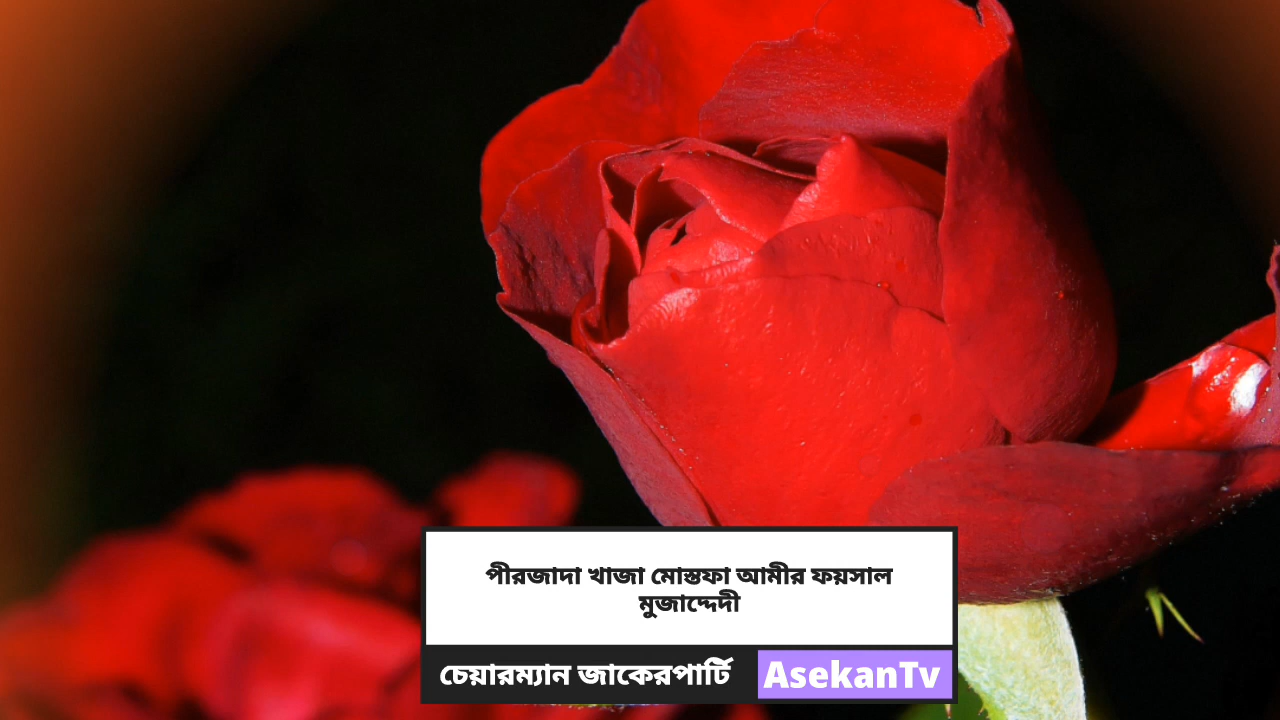 পীরজাদা খাজা মোস্তফা আমীর ফয়সাল
মুজাদ্দেদী
চেয়ারম্যান জাকেরপার্টি AsekanTv